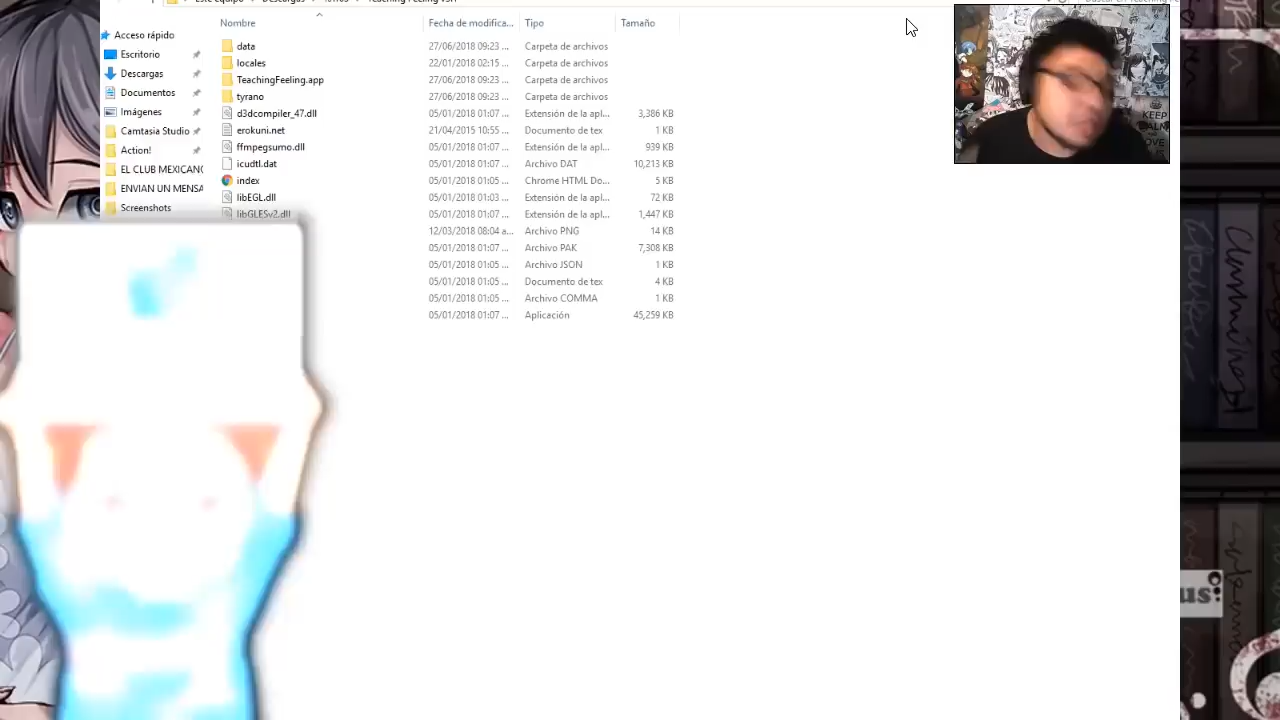 Nombre Fecha de modifica... Tipo Tamaño
Acceso rápido
Escritorio
Descargas
Documentos
Imágenes
Camtasia Studio
Action!
EL CLUB MEXICANO
ENVIAN UN MENSA
Screenshots
data 27/06/2018 09:23 ... Carpeta de archivos
locales 22/01/2018 02:15 ... Carpeta de archivos
TeachingFeeling.app 27/06/2018 09:23 ... Carpeta de archivos
tyrano 27/06/2018 09:23 ... Carpeta de archivos
d3dcompiler_47.dll 05/01/2018 01:07 ... Extensión de la apl... 3,386 KB
erokuni.net 21/04/2015 10:55 ... Documento de tex 1 KB
ffmpegsumo.dll 05/01/2018 01:07 ... Extensión de la apl... 939 KB
icudtl.dat 05/01/2018 01:07 ... Archivo DAT 10,213 KB
index 05/01/2018 01:05 ... Chrome HTML Do... 5 KB
libEGL.dll 05/01/2018 01:03 ... Extensión de la apl... 72 KB
libGLESv2.dll 05/01/2018 01:07 ... Extensión de la apl... 1,447 KB
12/03/2018 08:04 a... Archivo PNG 14 KB
05/01/2018 01:07 ... Archivo PAK 7,308 KB
05/01/2018 01:05 ... Archivo JSON 1 KB
05/01/2018 01:05 ... Documento de tex 4 KB
05/01/2018 01:05 ... Archivo COMMA 1 KB
05/01/2018 01:07 ... Aplicación 45,259 KB
KEEP